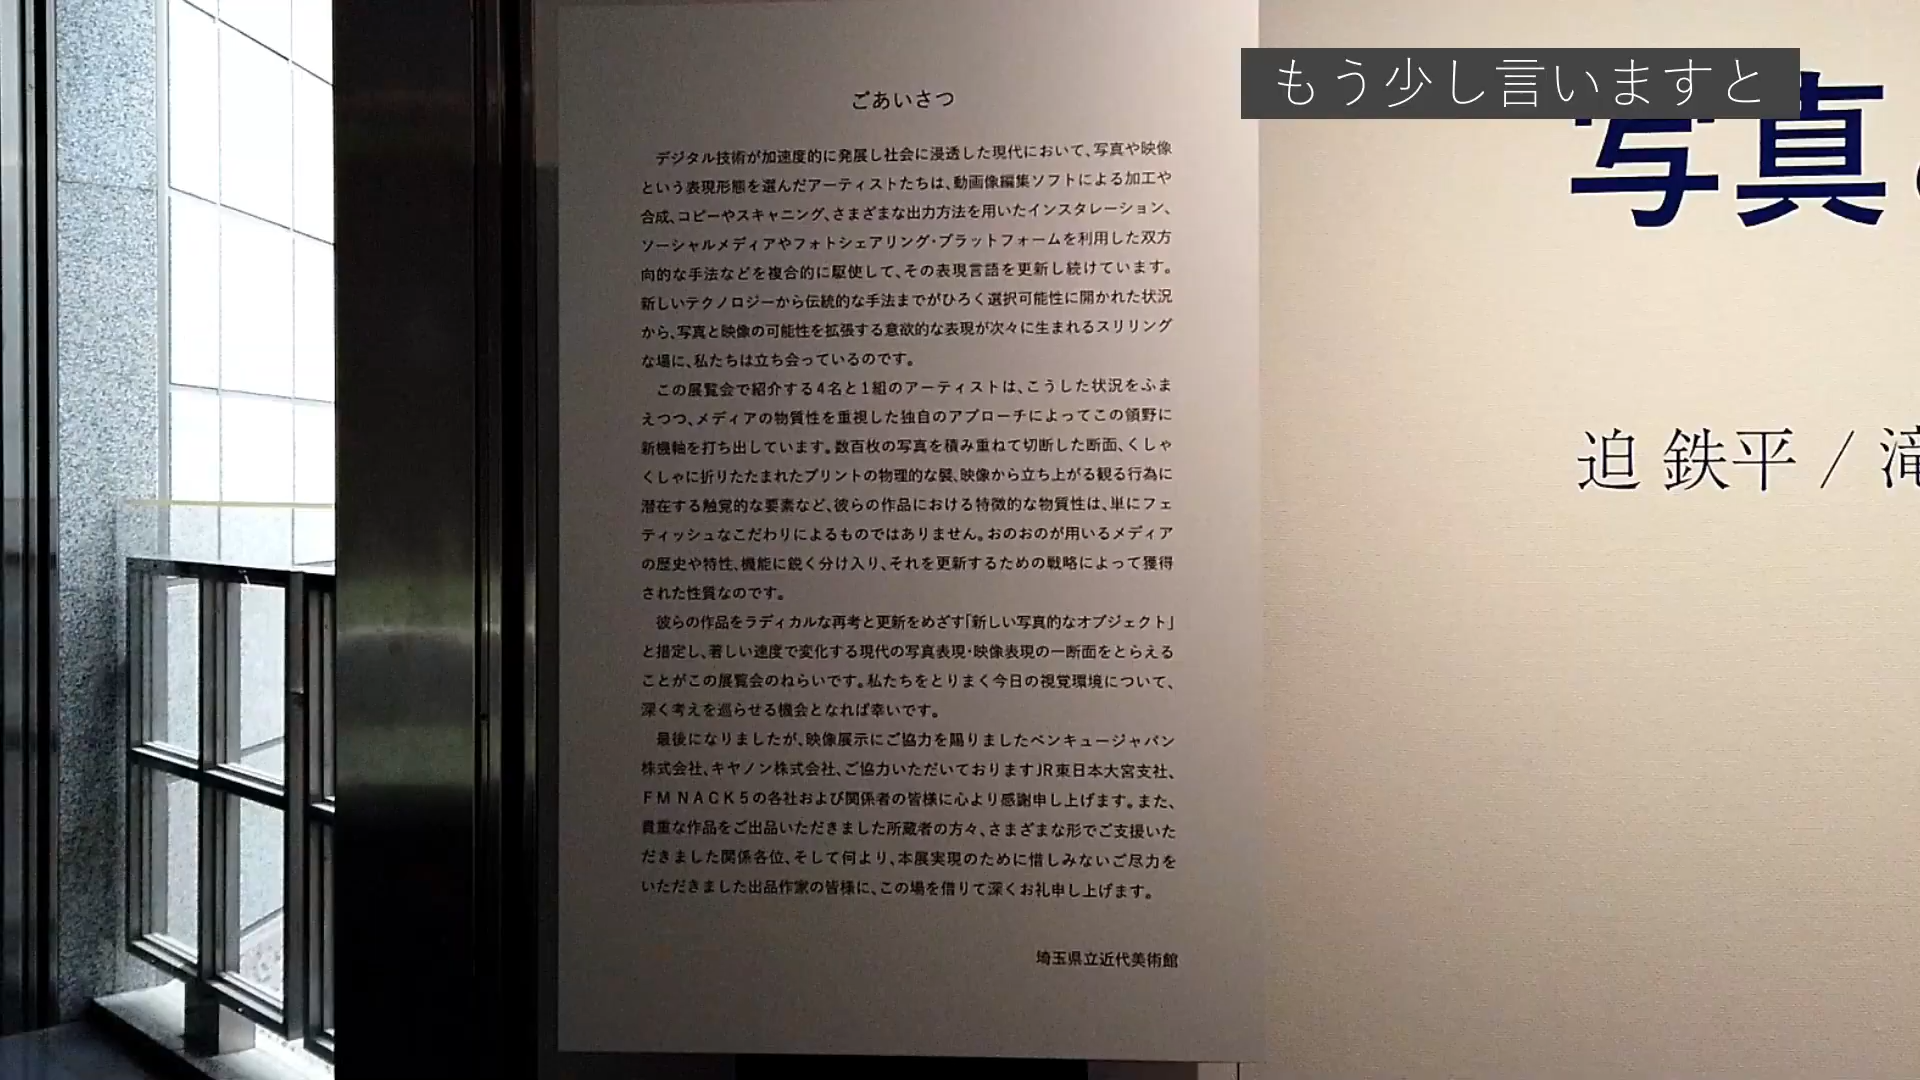 もう少し言いますと
ごあいさつ
デジタル技術が加速度的に発展し社会に浸透した現代において、写真や映像
という表現形態を選んだアーティストたちは、動画像編集ソフトによる加工や
合成、コピーやスキャニング、さまざまな出力方法を用いたインスタレーション、
ソーシャルメディアやフォトシェアリング・プラットフォームを利用した双方
向的な手法などを複合的に駆使して、その表現言語を更新し続けています。
新しいテクノロジーから伝統的な手法までがひろく選択可能性に開かれた状況
から、写真と映像の可能性を拡張する意欲的な表現が次々に生まれるスリリング
な場に、私たちは立ち会っているのです。
この展覧会で紹介する4名と1組のアーティストは、こうした状況をふま
えつつ、メディアの物質性を重視した独自のアプローチによってこの領野に
新機軸を打ち出しています。数百枚の写真を積み重ねて切断した断面、くしゃ
くしゃに折りたたまれたプリントの物理的な襞、映像から立ち上がる観る行為に
潜在する触覚的な要素など、彼らの作品における特徴的な物質性は、単にフェ
ティッシュなこだわりによるものではありません。おのおのが用いるメディア
の歴史や特性、機能に鋭く分け入り、それを更新するための戦略によって獲得
された性質なのです。
彼らの作品をラディカルな再考と更新をめざす「新しい写真的なオブジェクト」
と措定し、著しい速度で変化する現代の写真表現・映像表現の一断面をとらえる
ことがこの展覧会のねらいです。私たちをとりまく今日の視覚環境について、
深く考えを巡らせる機会となれば幸いです。
最後になりましたが、映像展示にご協力を賜りましたベンキュージャパン
株式会社、キヤノン株式会社、ご協力いただいておりますJR東日本大宮支社、
FM NACK5の各社および関係者の皆様に心より感謝申し上げます。また、
貴重な作品をご出品いただきました所蔵者の方々、さまざまな形でご支援いた
だきました関係各位、そして何より、本展実現のために惜しみないご尽力を
いただきました出品作家の皆様に、この場を借りて深くお礼申し上げます。
埼玉県立近代美術館
写真
迫 鉄平 / 滝